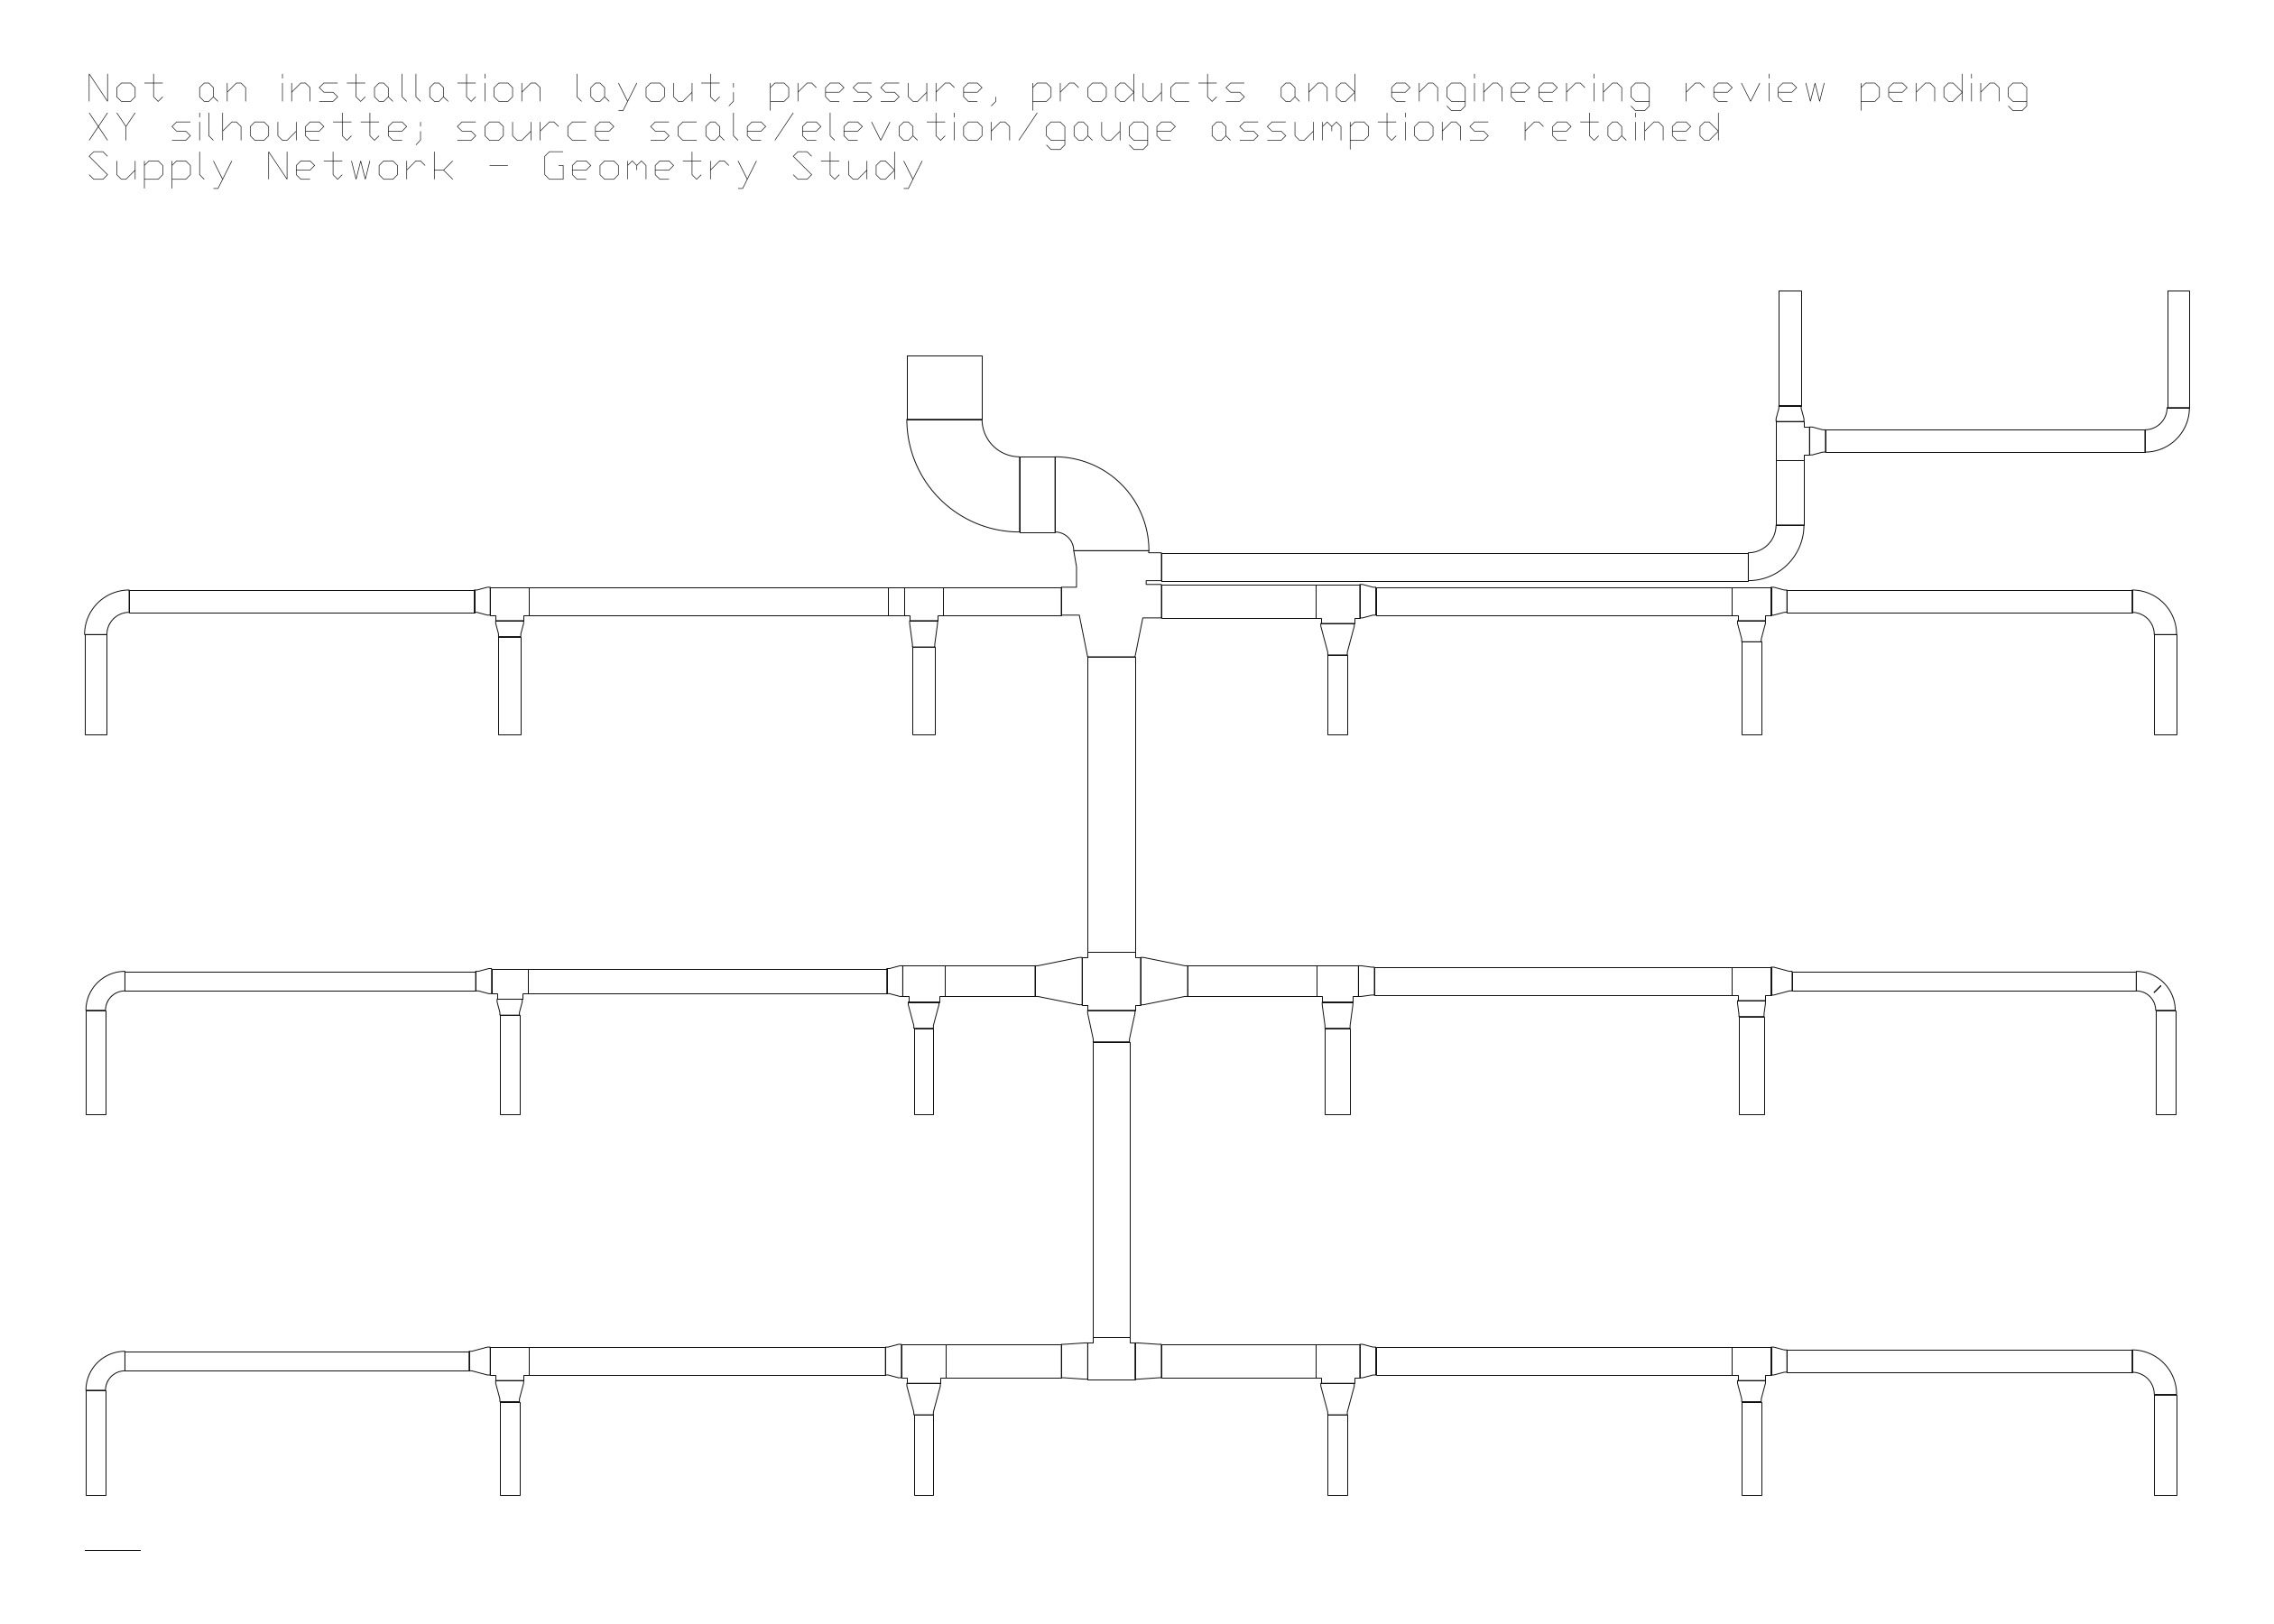 Not an installation layout; pressure, products and engineering review pending
XY silhouette; source scale/elevation/gauge assumptions retained
Supply Network - Geometry Study